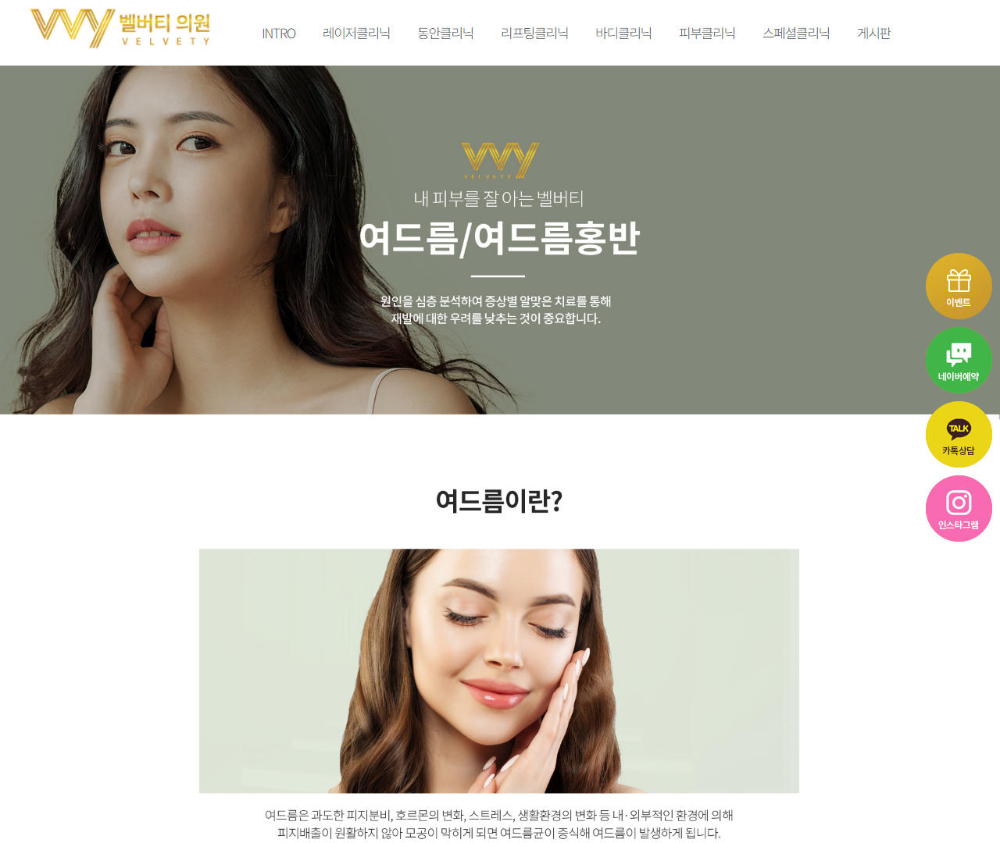 VVY 벨버티 의원
VELVETY
INTRO 레이저클리닉 동안클리닉 리프팅클리닉 바디클리닉 피부클리닉 스페셜클리닉 게시판
VVY
VELVETY
내 피부를 잘 아는 벨버티
여드름/여드름홍반
원인을 심층 분석하여 증상별 알맞은 치료를 통해
재발에 대한 우려를 낮추는 것이 중요합니다.
이벤트
네이버예약
TALK
카톡상담
인스타그램
여드름이란?
여드름은 과도한 피지분비, 호르몬의 변화, 스트레스, 생활환경의 변화 등 내·외부적인 환경에 의해
피지배출이 원활하지 않아 모공이 막히게 되면 여드름균이 증식해 여드름이 발생하게 됩니다.